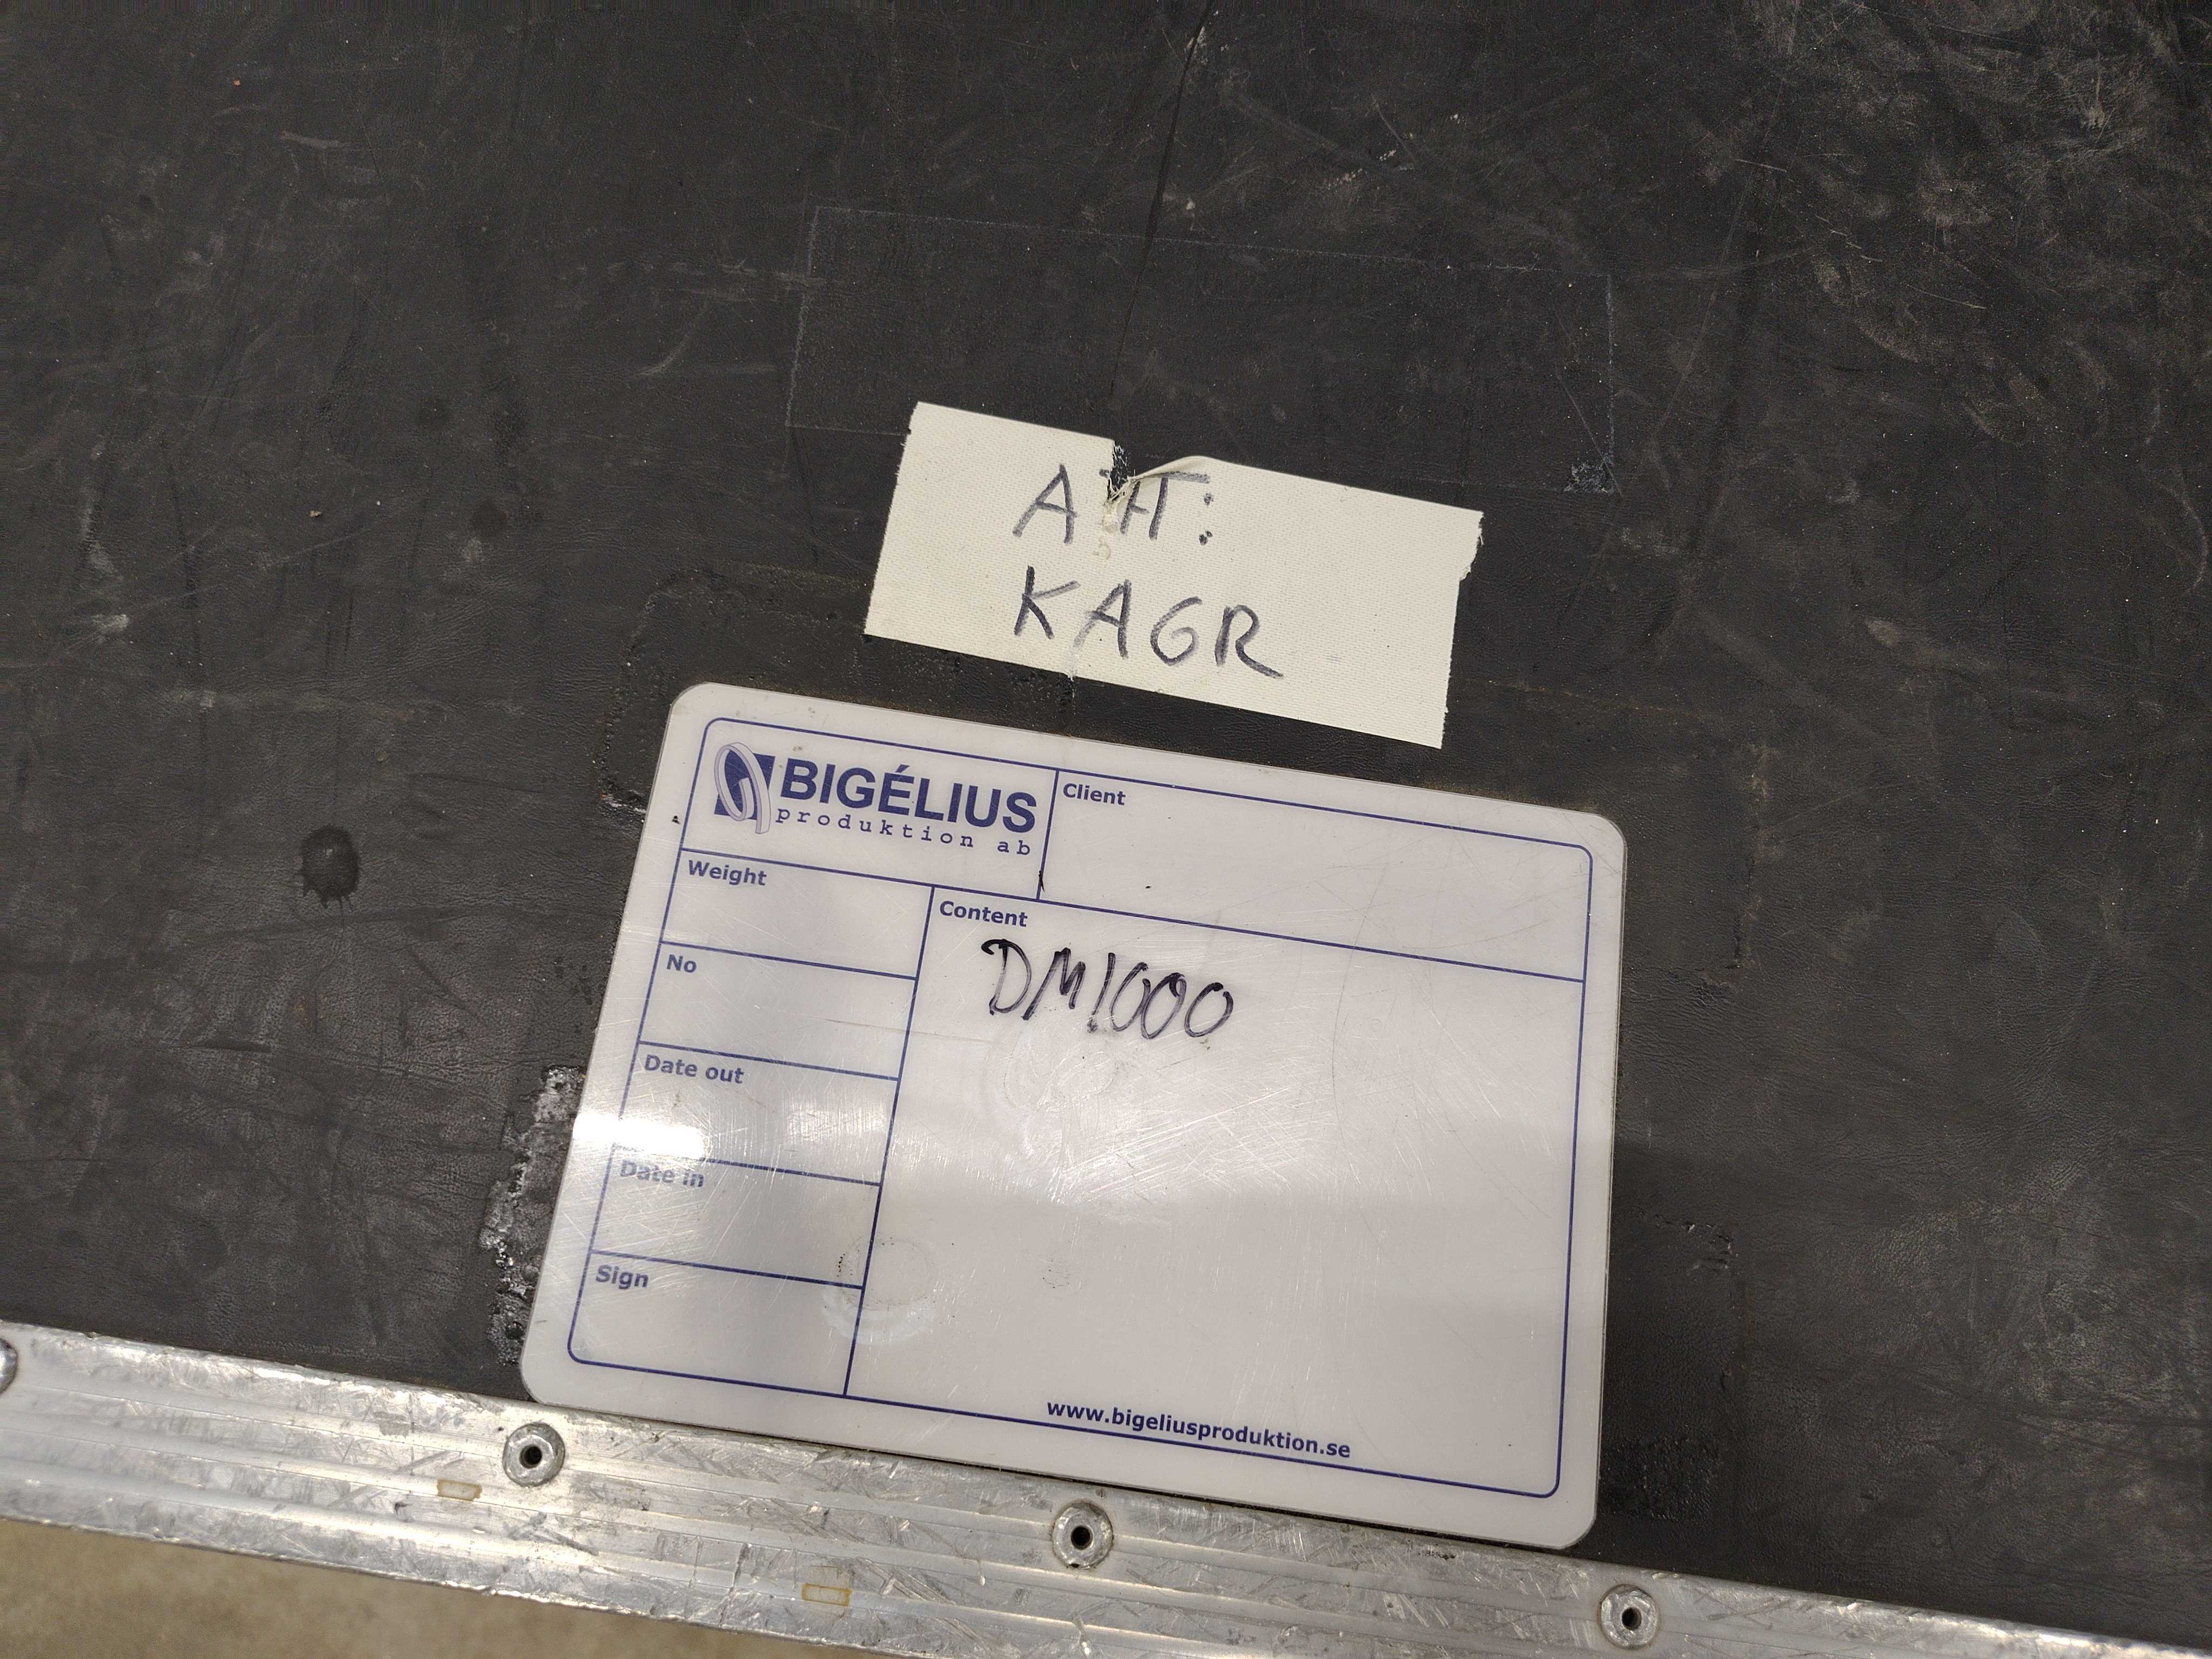 Att:
KAGR
BIGÉLIUS
produktion ab
Client
Weight
Content
DM1000
No
Date out
Date in
Sign
www.bigeliusproduktion.se